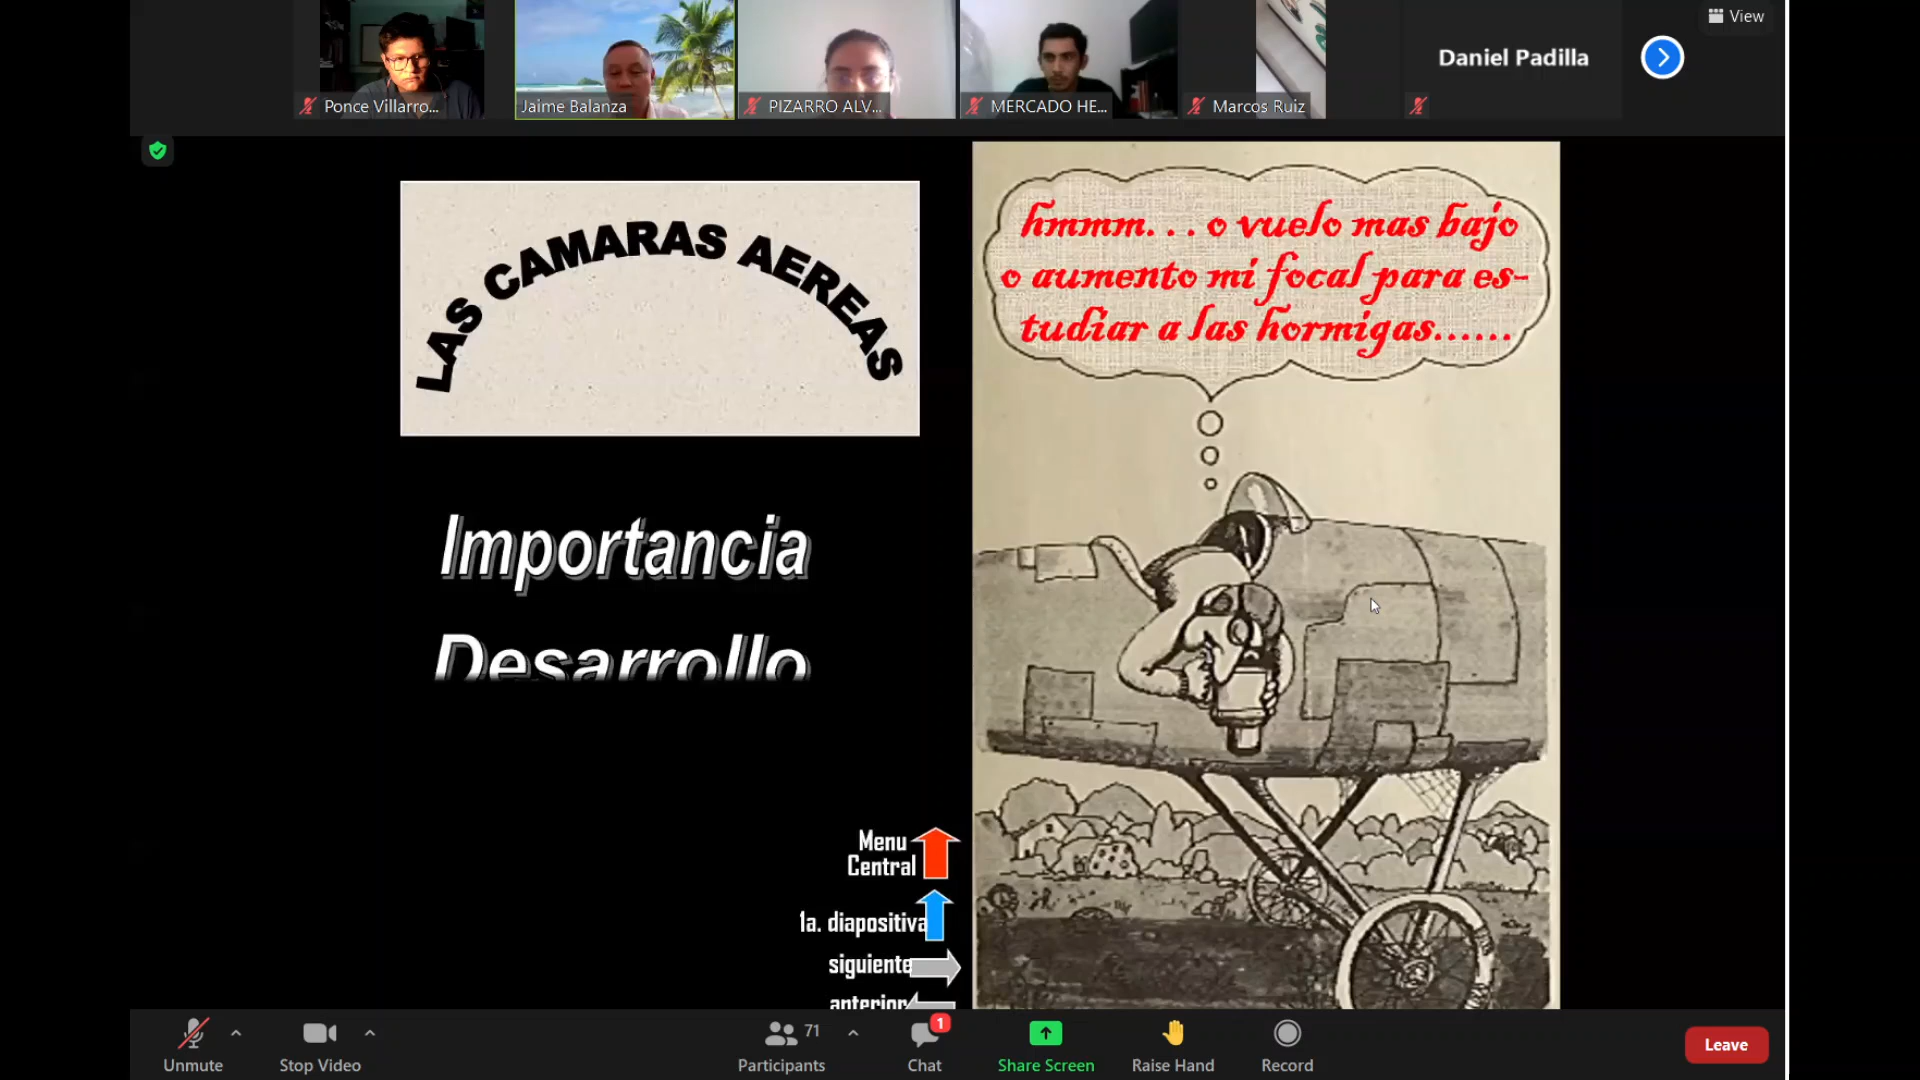 View
Ponce Villarro...
Jaime Balanza
PIZARRO ALV...
MERCADO HE...
Marcos Ruiz
Daniel Padilla
LAS CAMARAS AEREAS
hmmm. . . o vuelo mas bajo
o aumento mi focal para es-
tudiar a las hormigas......
Importancia
Desarrollo
Menu
Central
1a. diapositiva
siguiente
anterior
Unmute
Stop Video
Participants
71
Chat
1
Share Screen
Raise Hand
Record
Leave